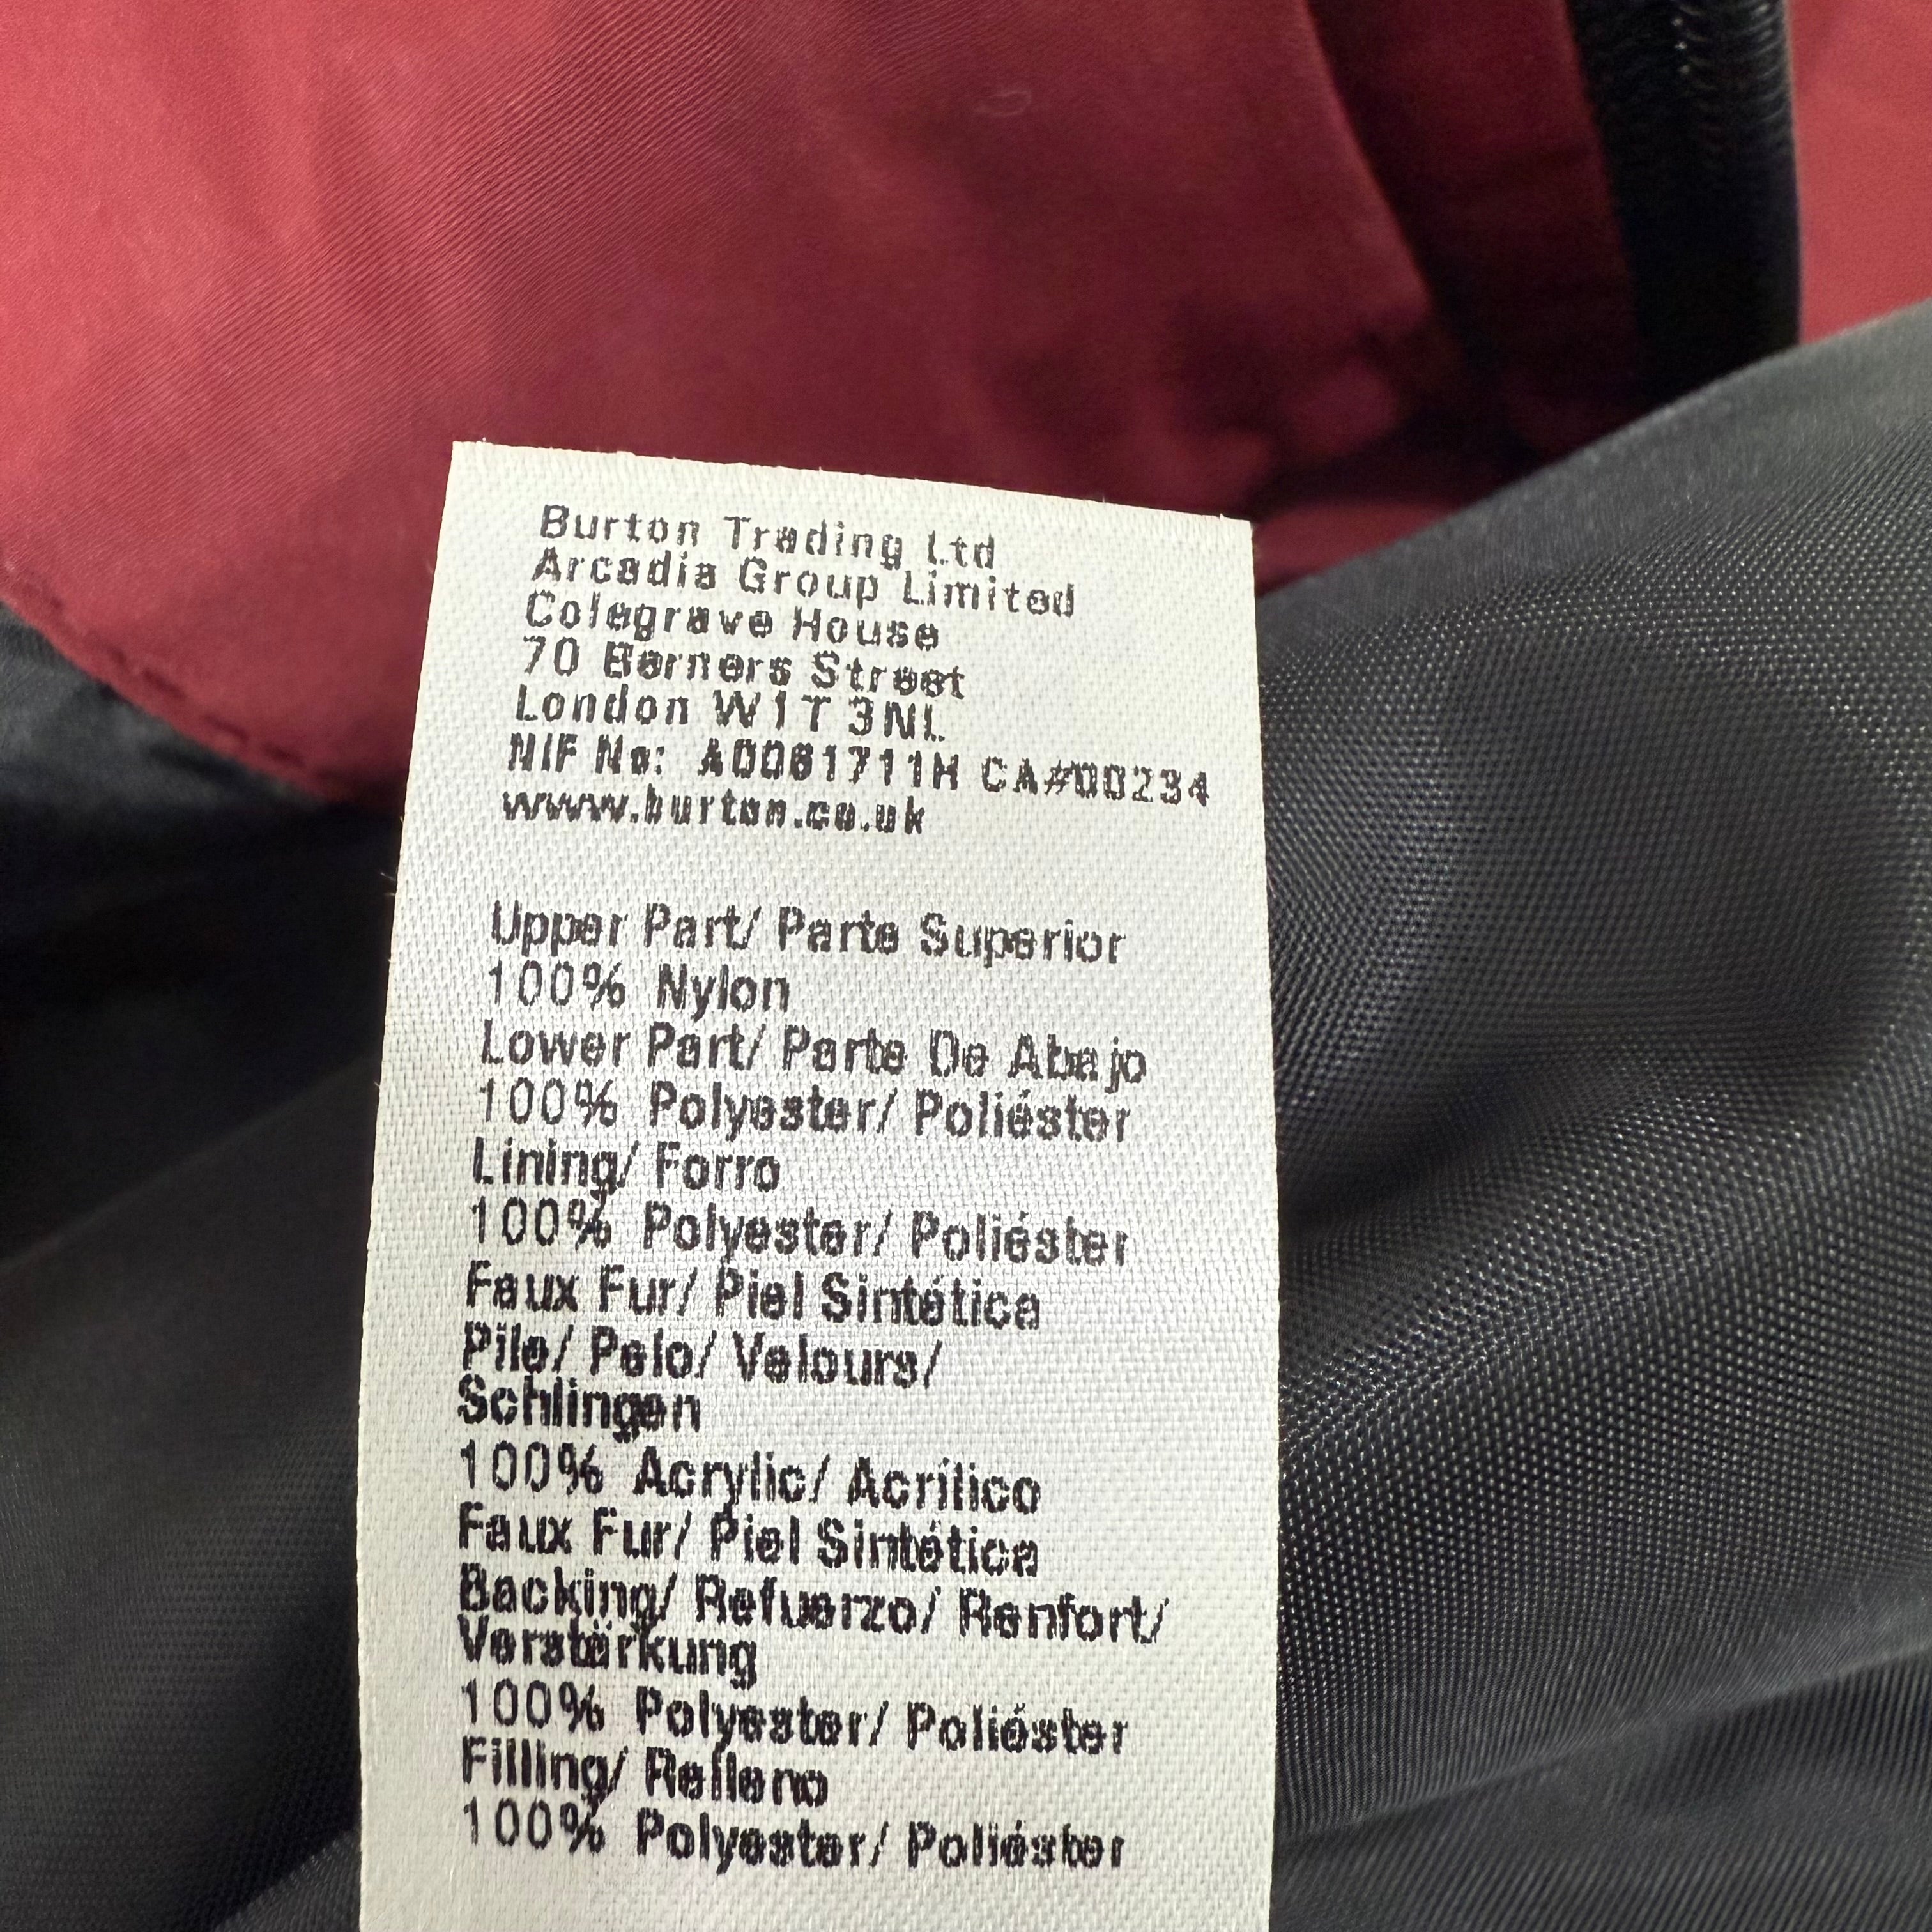 Burton Trading Ltd
Arcadia Group Limited
Colegrave House
70 Berners Street
London W1T 3NL
NIF No: A0061711H CA#00234
www.burton.co.uk
Upper Part/ Parte Superior
100% Nylon
Lower Part/ Parte De Abajo
100% Polyester/ Poliéster
Lining/ Forro
100% Polyester/ Poliéster
Faux Fur/ Piel Sintética
Pile/ Pelo/ Velours/
Schlingen
100% Acrylic/ Acrílico
Faux Fur/ Piel Sintética
Backing/ Refuerzo/ Renfort/
Verstärkung
100% Polyester/ Poliéster
Filling/ Relleno
100% Polyester/ Poliéster